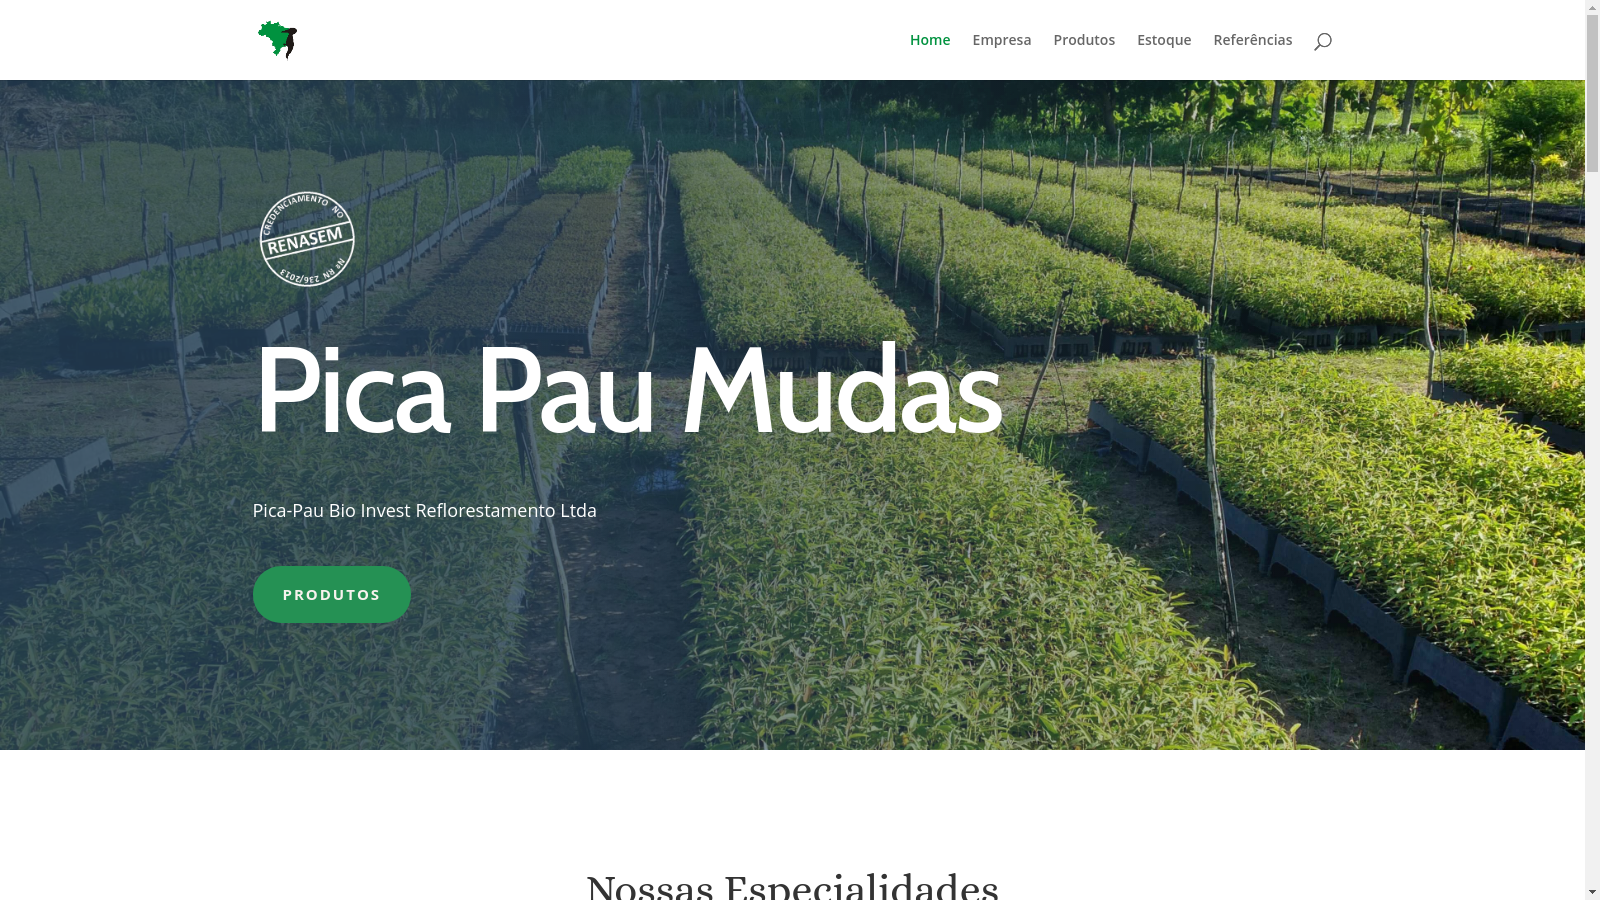 Home
Empresa
Produtos
Estoque
Referências
CREDENCIAMENTO NO
RENASEM
Nº RN 236/2013
Pica Pau Mudas
Pica-Pau Bio Invest Reflorestamento Ltda
PRODUTOS
Nossas Especialidades